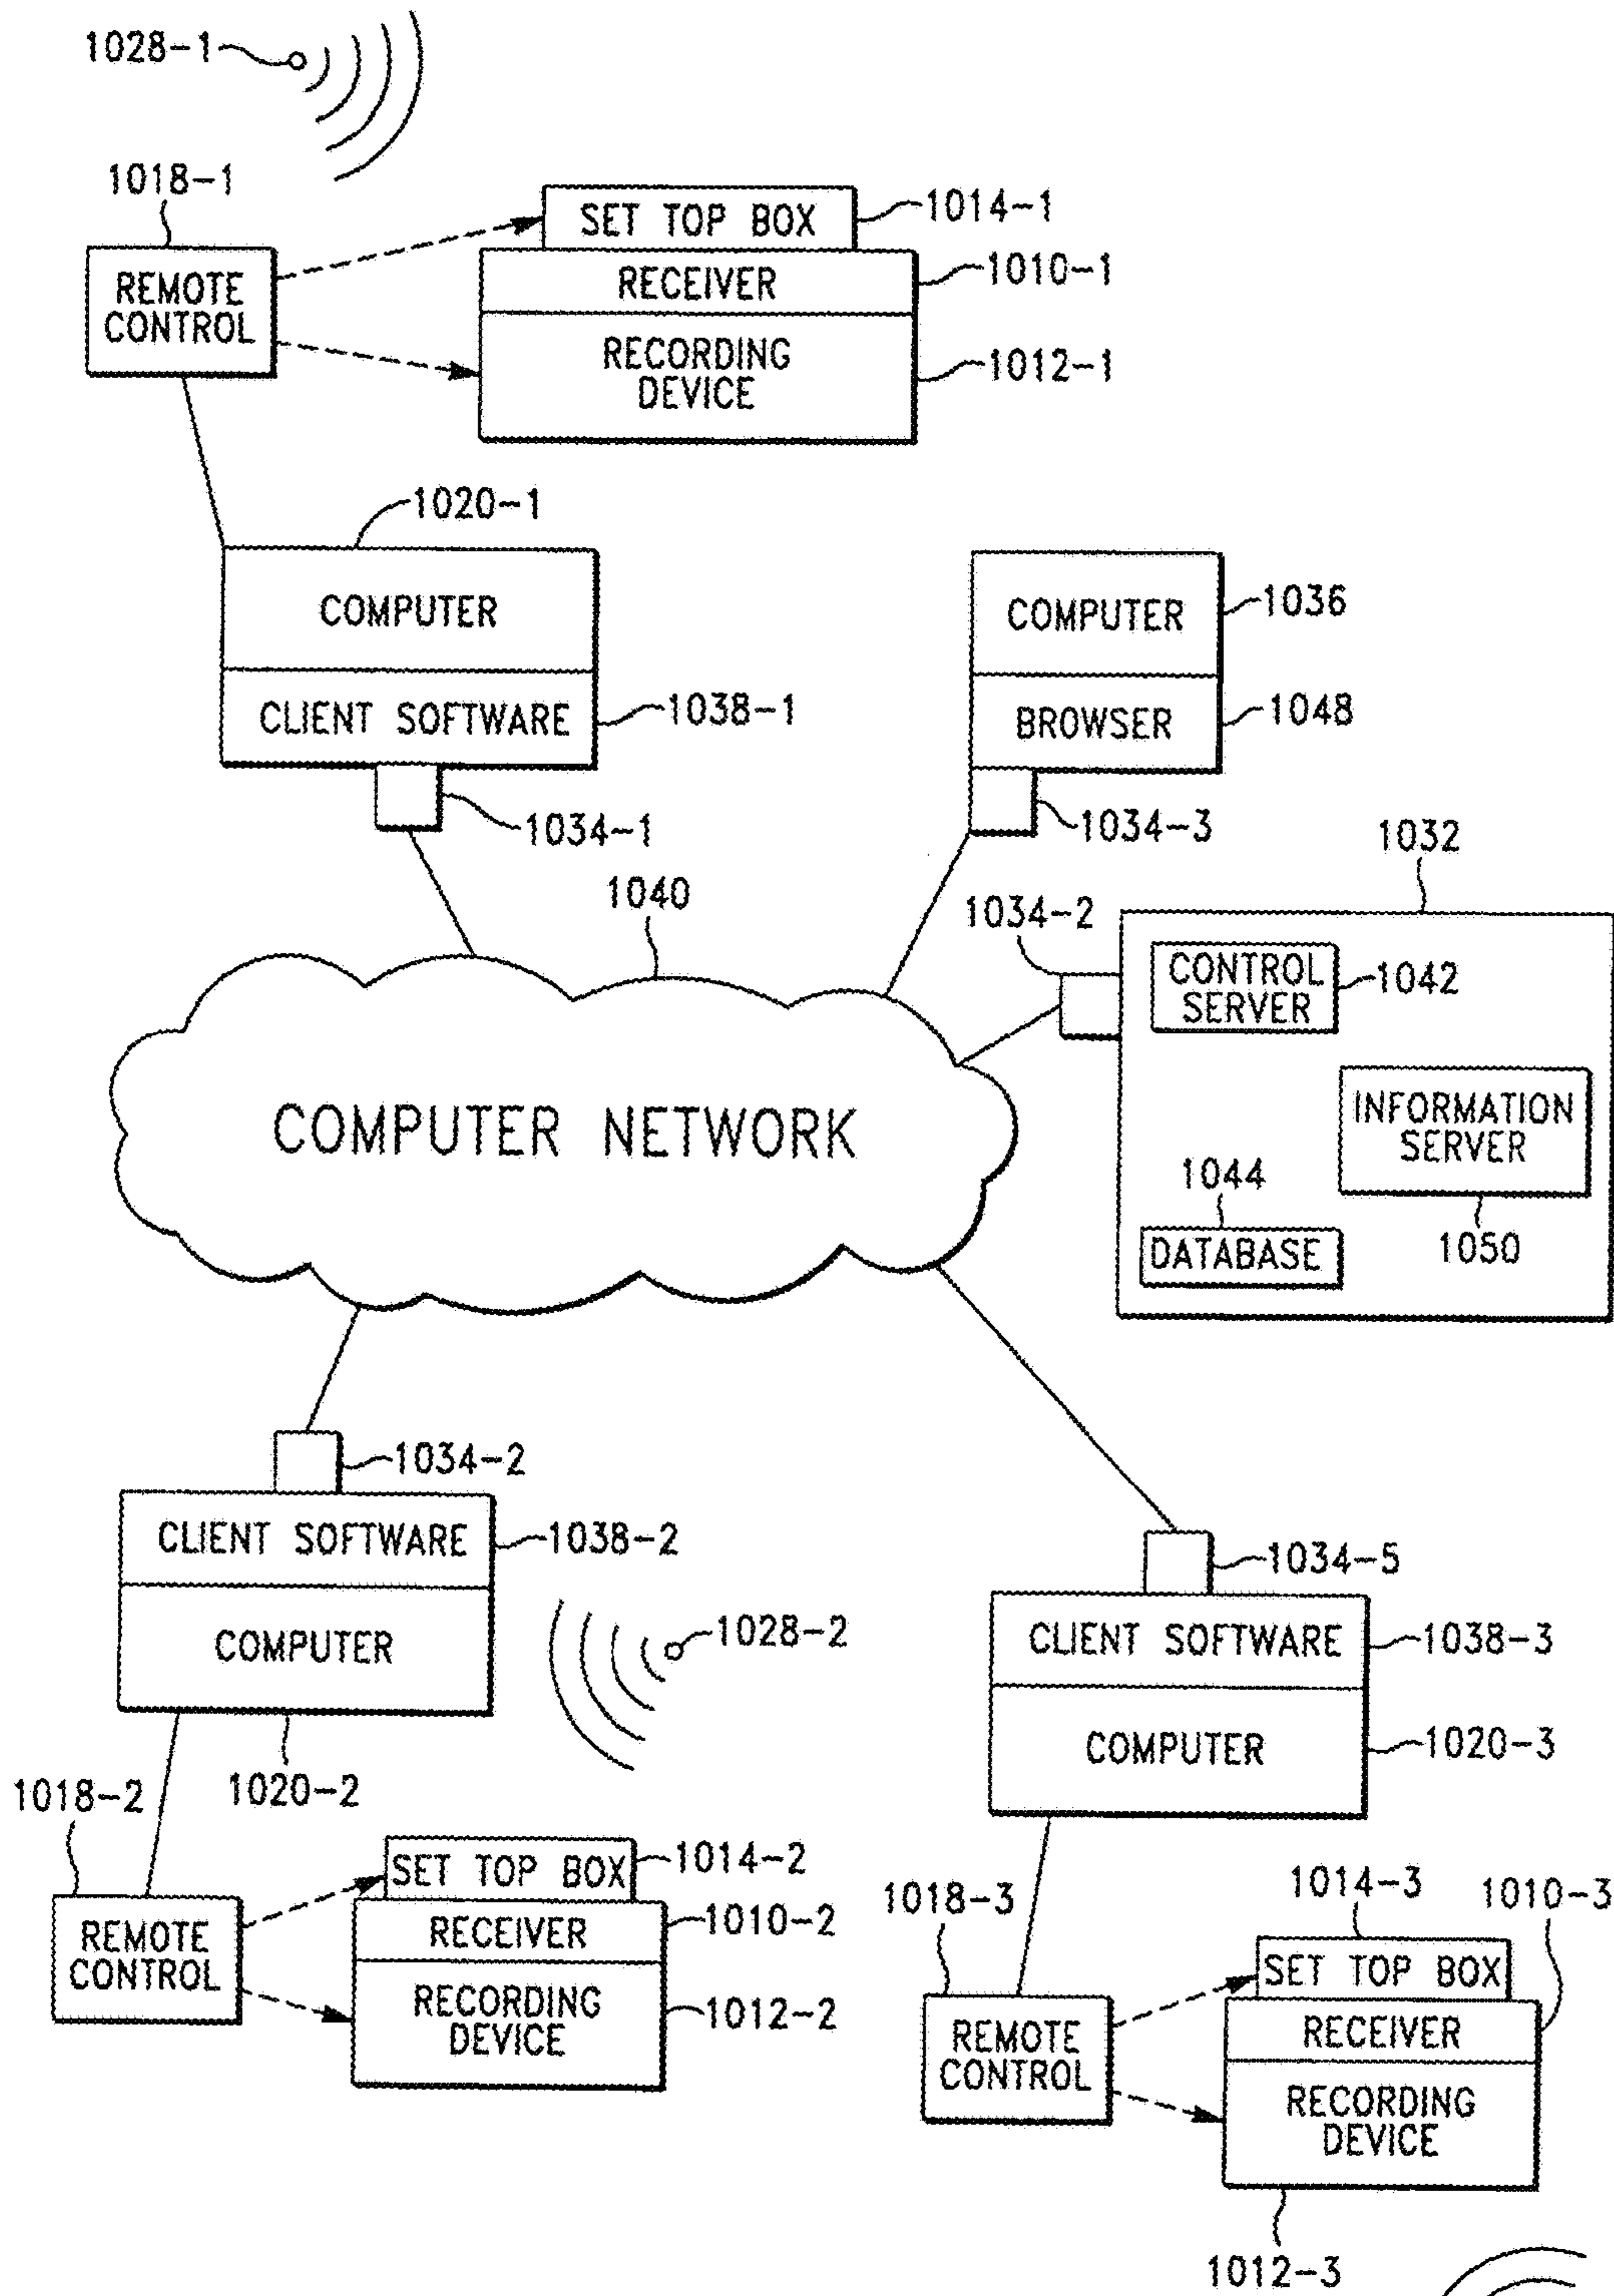 1028-1
1018-1
REMOTE
CONTROL
SET TOP BOX
1014-1
RECEIVER
1010-1
RECORDING
DEVICE
1012-1
1020-1
COMPUTER
CLIENT SOFTWARE
1038-1
1034-1
COMPUTER
1036
BROWSER
1048
1034-3
1032
1040
1034-2
CONTROL
SERVER
1042
COMPUTER NETWORK
INFORMATION
SERVER
1050
1044
DATABASE
1034-2
CLIENT SOFTWARE
1038-2
COMPUTER
1020-2
1028-2
1034-5
CLIENT SOFTWARE
1038-3
COMPUTER
1020-3
1018-2
REMOTE
CONTROL
SET TOP BOX
1014-2
RECEIVER
1010-2
RECORDING
DEVICE
1012-2
1018-3
REMOTE
CONTROL
1014-3
1010-3
SET TOP BOX
RECEIVER
RECORDING
DEVICE
1012-3